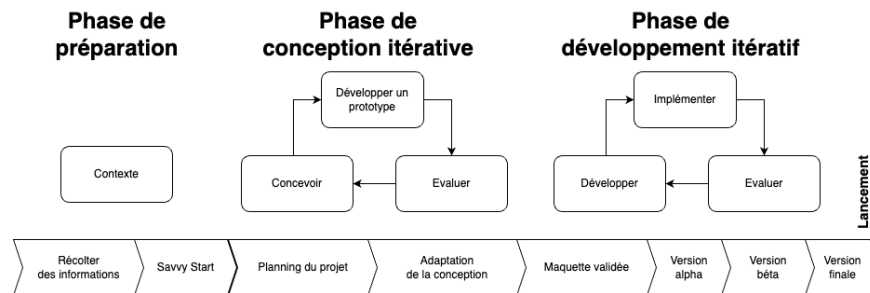 Phase de
préparation
Phase de
conception itérative
Phase de
développement itératif
Développer un
prototype
Implémenter
Contexte
Concevoir
Evaluer
Développer
Evaluer
Lancement
Récolter
des informations
Savvy Start
Planning du projet
Adaptation
de la conception
Maquette validée
Version
alpha
Version
béta
Version
finale